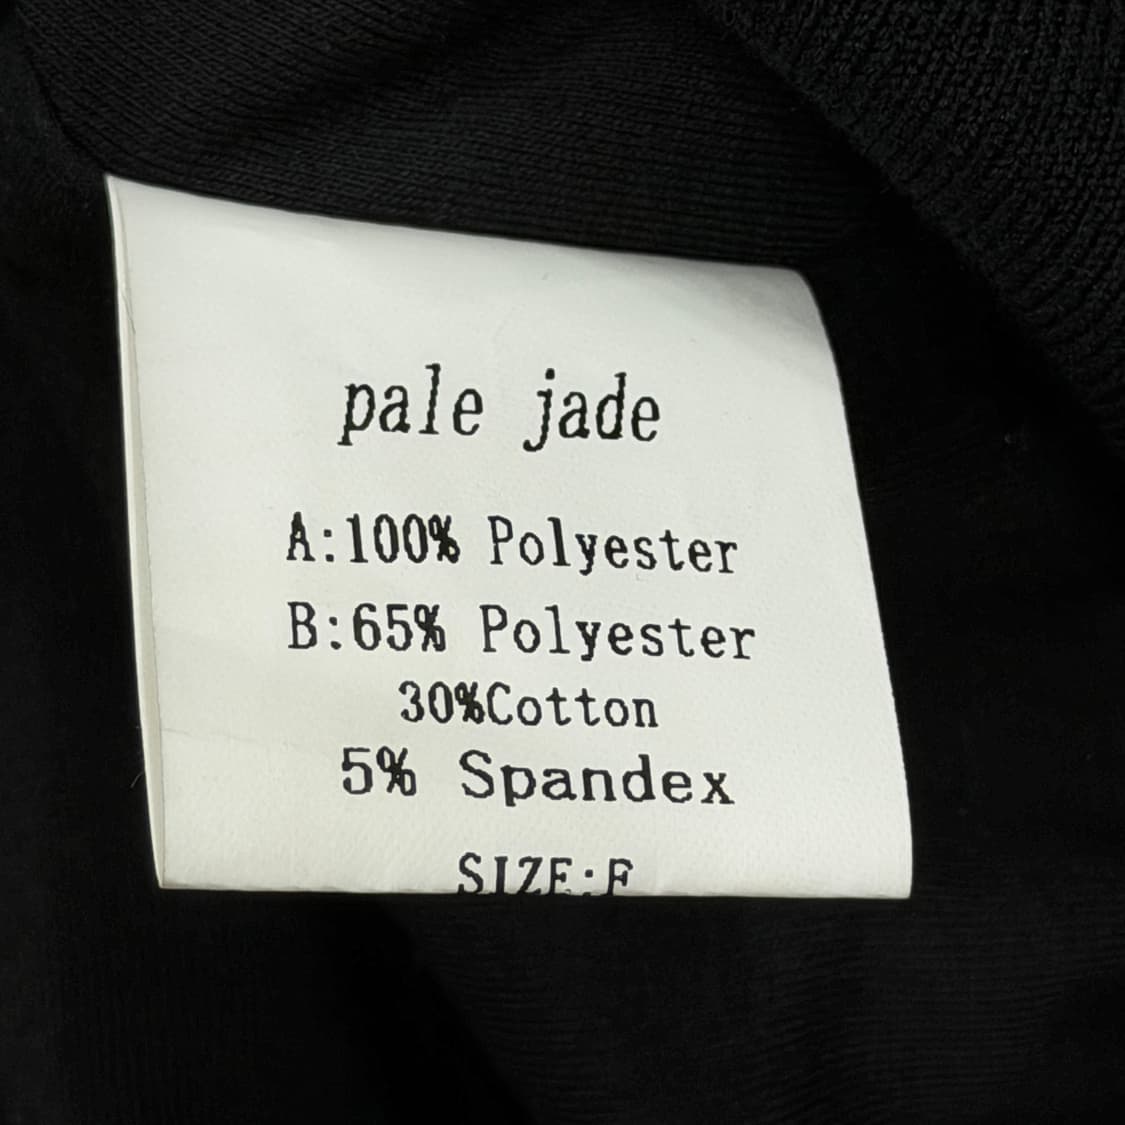 pale jade
A:100% Polyester
B:65% Polyester
30%Cotton
5% Spandex
SIZE:F